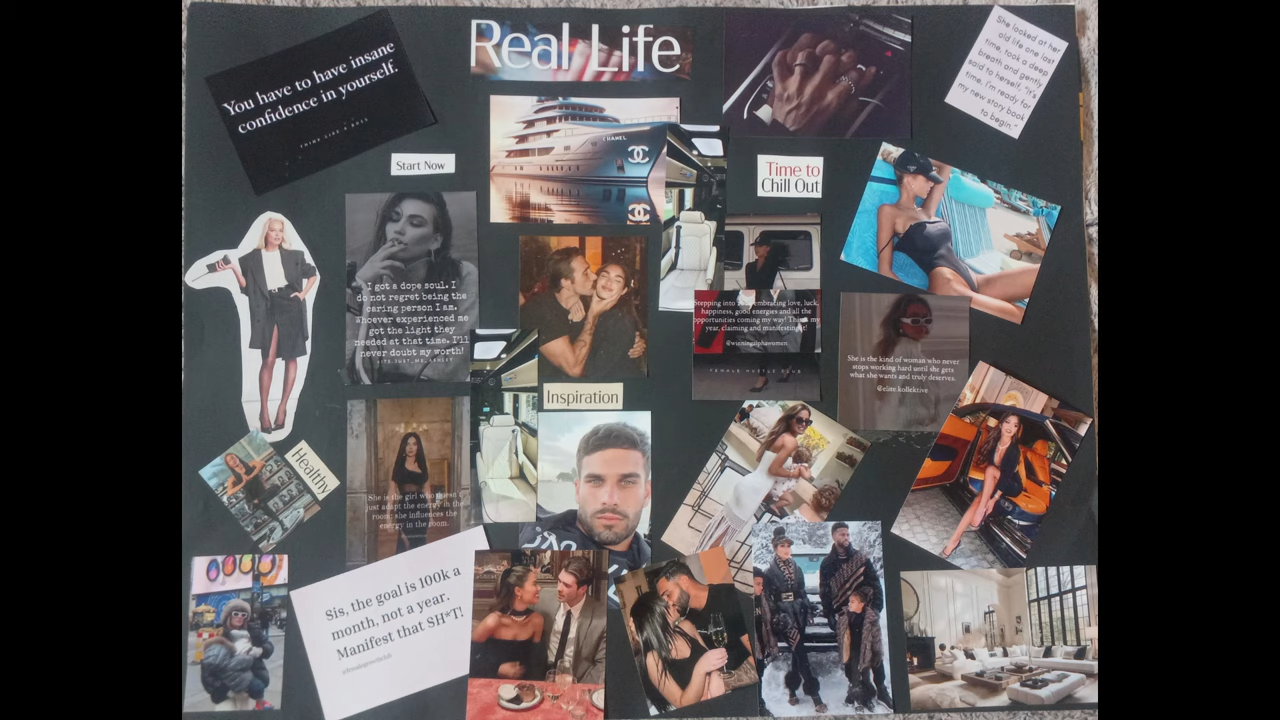 Real Life
You have to have insane
confidence in yourself.
THINK LIKE A BOSS
She looked at her
old life one last
time, took a deep
breath and gently
said to herself, "it's
my new story book
to begin."
CHANEL
Start Now
Time to
Chill Out
I got a dope soul. I
do not regret being the
caring person I am.
Whoever experienced me
got the light they
needed at that time. I'll
never doubt my worth!
Stepping into embracing love, luck,
happiness, good energies and all the
opportunities coming my way! This is my
year, claiming and manifesting it!
@winningalphawomen
FEMALE HUSTLE CLUB
She is the kind of woman who never
stops working hard until she gets
what she wants and truly deserves.
@elite.kollektive
Inspiration
Healthy
She is the girl who doesn't
just adapt the energy in the
room; she influences the
energy in the room.
Sis, the goal is 100k a
month, not a year.
Manifest that $H*T!